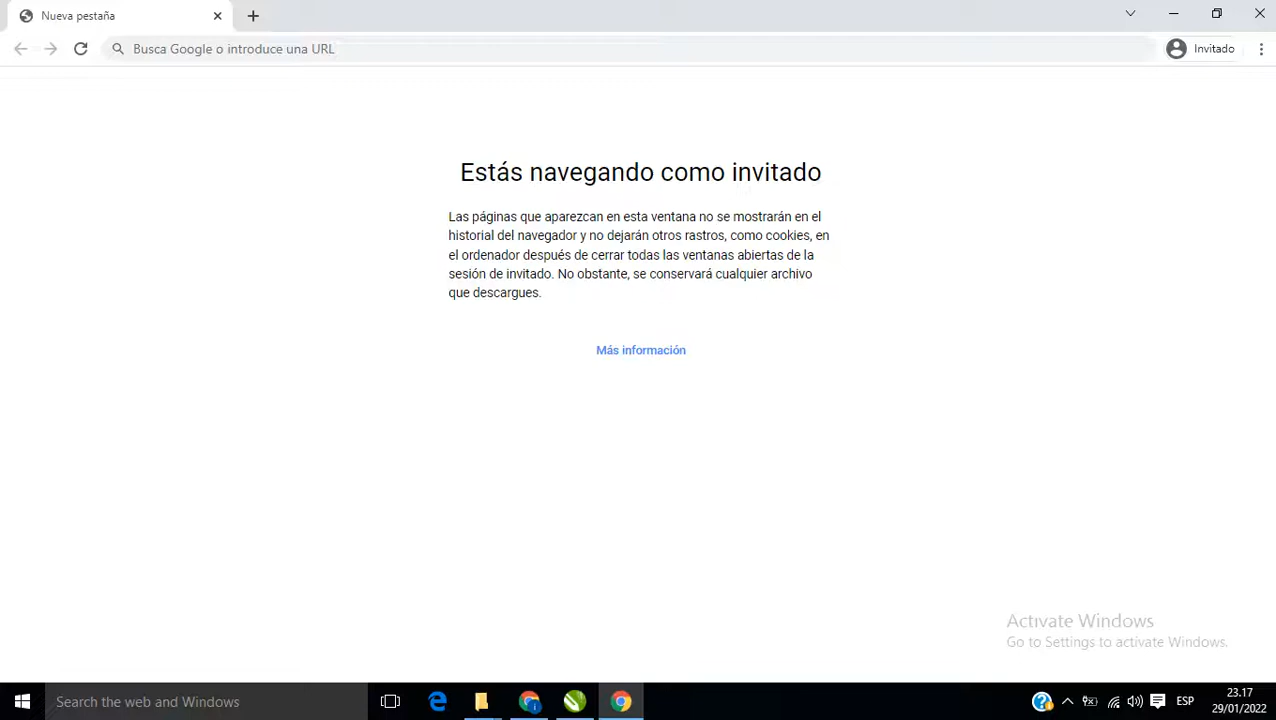 Nueva pestaña
Busca Google o introduce una URL
Invitado
Estás navegando como invitado
Las páginas que aparezcan en esta ventana no se mostrarán en el
historial del navegador y no dejarán otros rastros, como cookies, en
el ordenador después de cerrar todas las ventanas abiertas de la
sesión de invitado. No obstante, se conservará cualquier archivo
que descargues.
Más información
Activate Windows
Go to Settings to activate Windows.
Search the web and Windows
ESP
23.17
29/01/2022